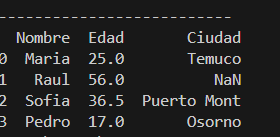 ----------------------------
Nombre Edad Ciudad
0 Maria 25.0 Temuco
1 Raul 56.0 NaN
2 Sofia 36.5 Puerto Mont
3 Pedro 17.0 Osorno